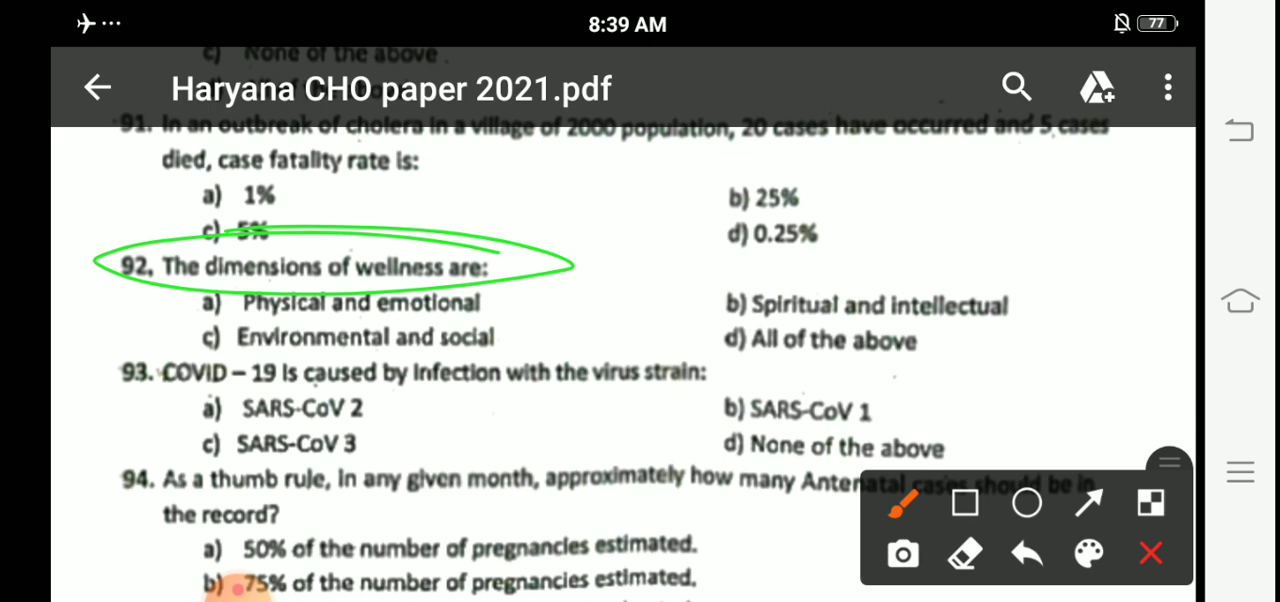 8:39 AM
77
c) None of the above .
Haryana CHO paper 2021.pdf
91. In an outbreak of cholera in a village of 2000 population, 20 cases have occurred and 5 cases
died, case fatality rate is:
a) 1%
b) 25%
c) 5%
d) 0.25%
92. The dimensions of wellness are:
a) Physical and emotional
b) Spiritual and intellectual
c) Environmental and social
d) All of the above
93. COVID – 19 is caused by infection with the virus strain:
a) SARS-CoV 2
b) SARS-CoV 1
c) SARS-CoV 3
d) None of the above
94. As a thumb rule, in any given month, approximately how many Antenatal cases should be in
the record?
a) 50% of the number of pregnancies estimated.
b) 75% of the number of pregnancies estimated.